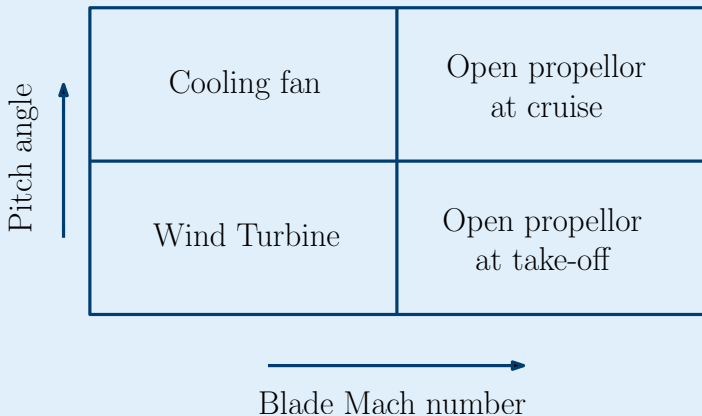 Cooling fan
Open propellor
at cruise
Pitch angle
Wind Turbine
Open propellor
at take-off
Blade Mach number